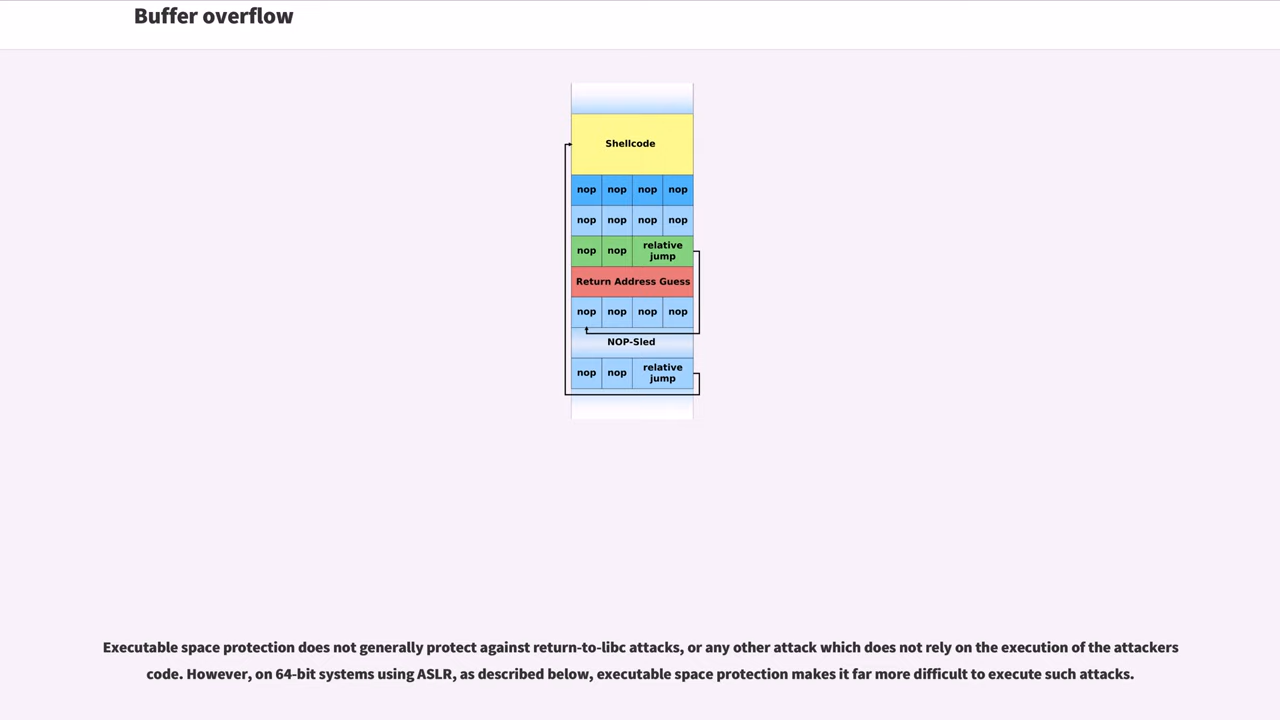 Buffer overflow
Shellcode
nop nop nop nop
nop nop nop nop
nop nop relative
jump
Return Address Guess
nop nop nop nop
NOP-Sled
nop nop relative
jump
Executable space protection does not generally protect against return-to-libc attacks, or any other attack which does not rely on the execution of the attackers
code. However, on 64-bit systems using ASLR, as described below, executable space protection makes it far more difficult to execute such attacks.